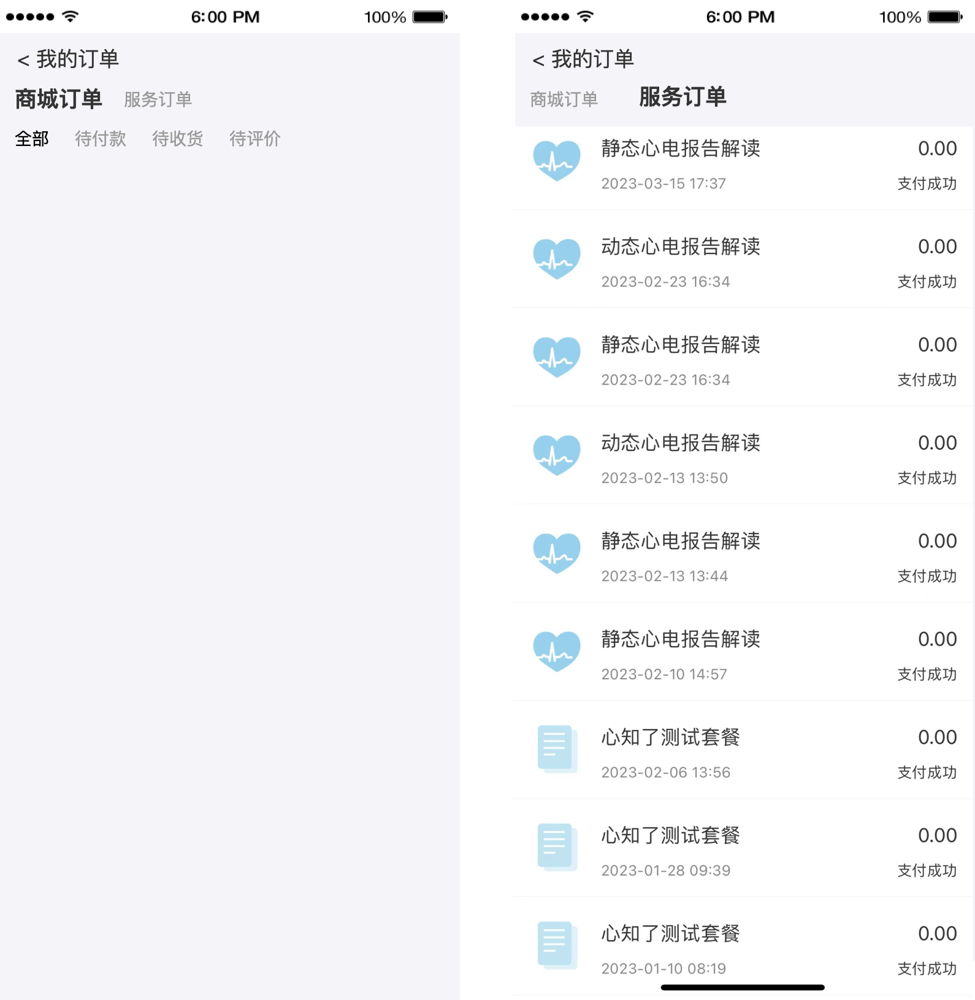 6:00 PM 100%
< 我的订单
商城订单 服务订单
全部 待付款 待收货 待评价
6:00 PM 100%
< 我的订单
商城订单 服务订单
静态心电报告解读 0.00
2023-03-15 17:37 支付成功
动态心电报告解读 0.00
2023-02-23 16:34 支付成功
静态心电报告解读 0.00
2023-02-23 16:34 支付成功
动态心电报告解读 0.00
2023-02-13 13:50 支付成功
静态心电报告解读 0.00
2023-02-13 13:44 支付成功
静态心电报告解读 0.00
2023-02-10 14:57 支付成功
心知了测试套餐 0.00
2023-02-06 13:56 支付成功
心知了测试套餐 0.00
2023-01-28 09:39 支付成功
心知了测试套餐 0.00
2023-01-10 08:19 支付成功